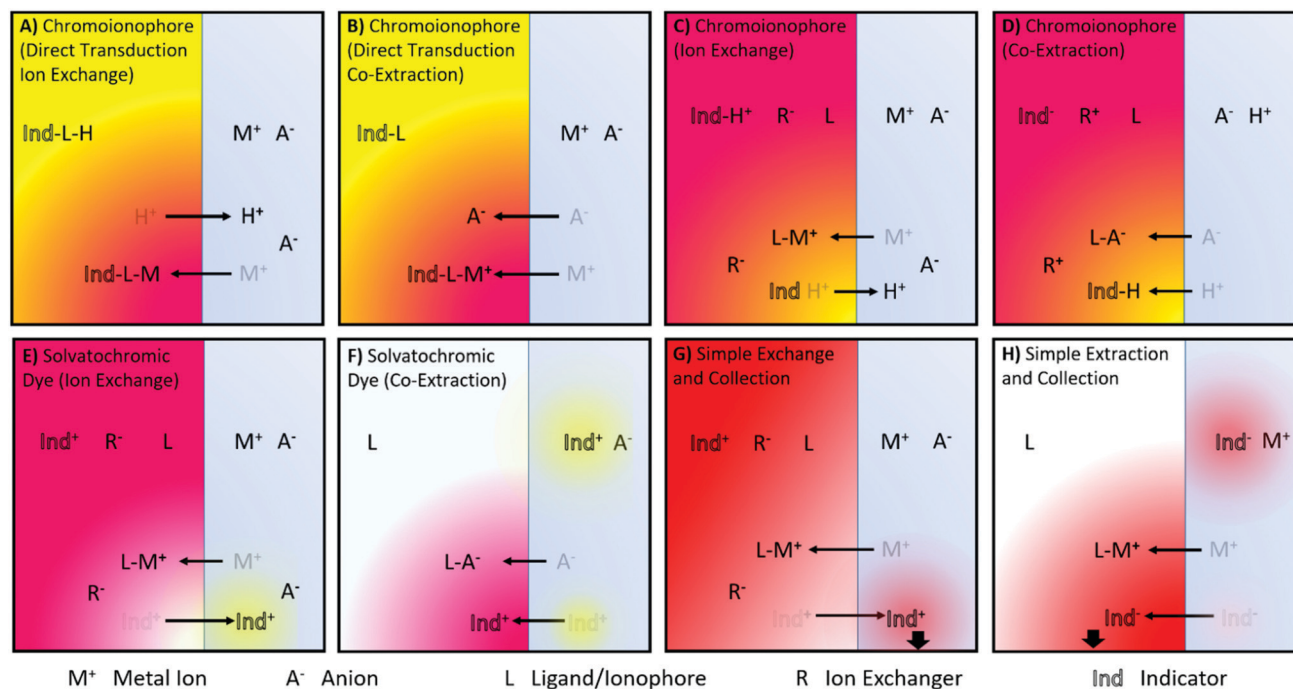 A) Chromoionophore
(Direct Transduction
Ion Exchange)
Ind-L-H
M⁺ A⁻
H⁺ H⁺
A⁻
Ind-L-M M⁺
B) Chromoionophore
(Direct Transduction
Co-Extraction)
Ind-L
M⁺ A⁻
A⁻ A⁻
Ind-L-M⁺ M⁺
C) Chromoionophore
(Ion Exchange)
Ind-H⁺ R⁻ L
M⁺ A⁻
L-M⁺ M⁺
R⁻ A⁻
Ind H⁺ H⁺
D) Chromoionophore
(Co-Extraction)
Ind⁻ R⁺ L
A⁻ H⁺
L-A⁻ A⁻
R⁺
Ind-H H⁺
E) Solvatochromic
Dye (Ion Exchange)
Ind⁺ R⁻ L
M⁺ A⁻
L-M⁺ M⁺
R⁻ A⁻
Ind⁺ Ind⁺
F) Solvatochromic
Dye (Co-Extraction)
L
Ind⁺ A⁻
L-A⁻ A⁻
Ind⁺ Ind⁺
G) Simple Exchange
and Collection
Ind⁺ R⁻ L
M⁺ A⁻
L-M⁺ M⁺
R⁻
Ind⁺ Ind⁺
H) Simple Extraction
and Collection
L
Ind⁻ M⁺
L-M⁺ M⁺
Ind⁻ Ind⁻
M⁺ Metal Ion A⁻ Anion L Ligand/Ionophore R Ion Exchanger Ind Indicator